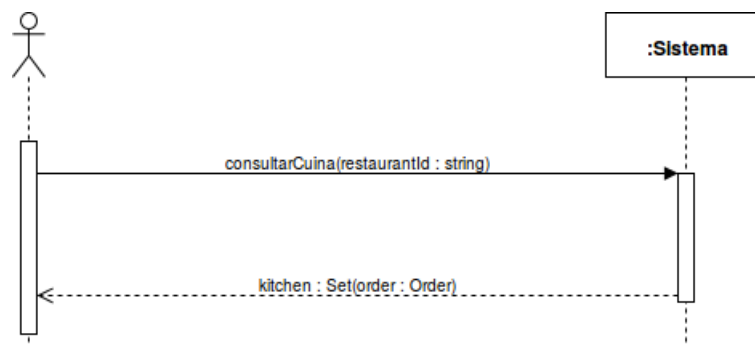 :Sistema
consultarCuina(restaurantId : string)
kitchen : Set(order : Order)